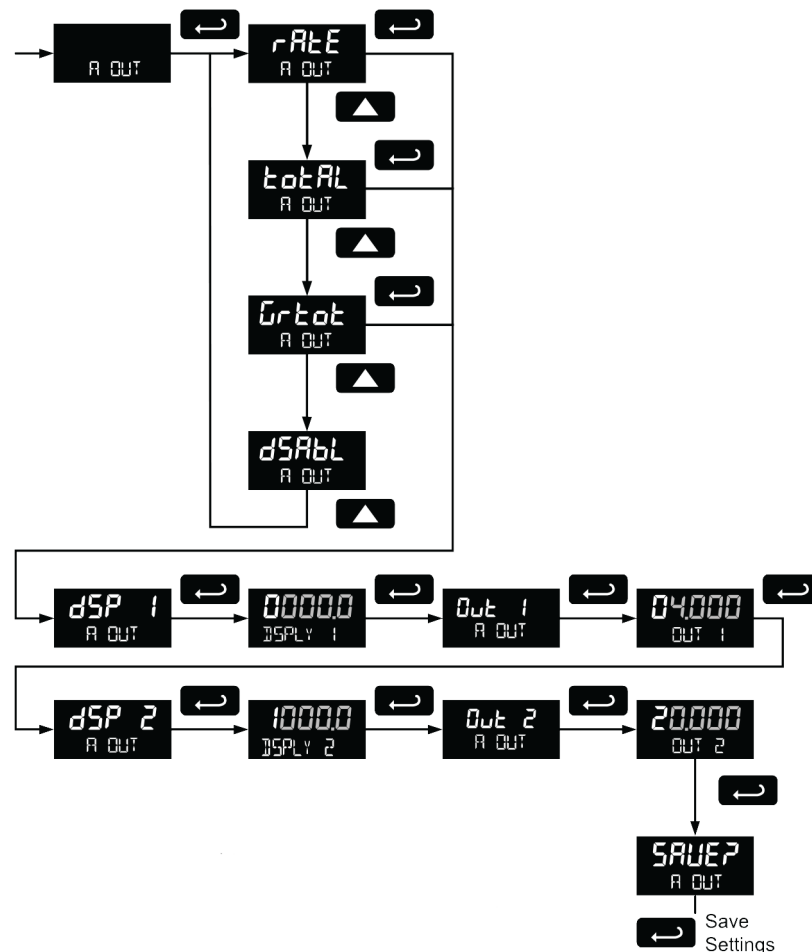 A OUT
rAtE
A OUT
totAL
A OUT
Grtot
A OUT
dSAbL
A OUT
dSP 1
A OUT
0000.0
DSPLY 1
Out 1
A OUT
04.000
OUT 1
dSP 2
A OUT
1000.0
DSPLY 2
Out 2
A OUT
20.000
OUT 2
SAVE?
A OUT
Save
Settings